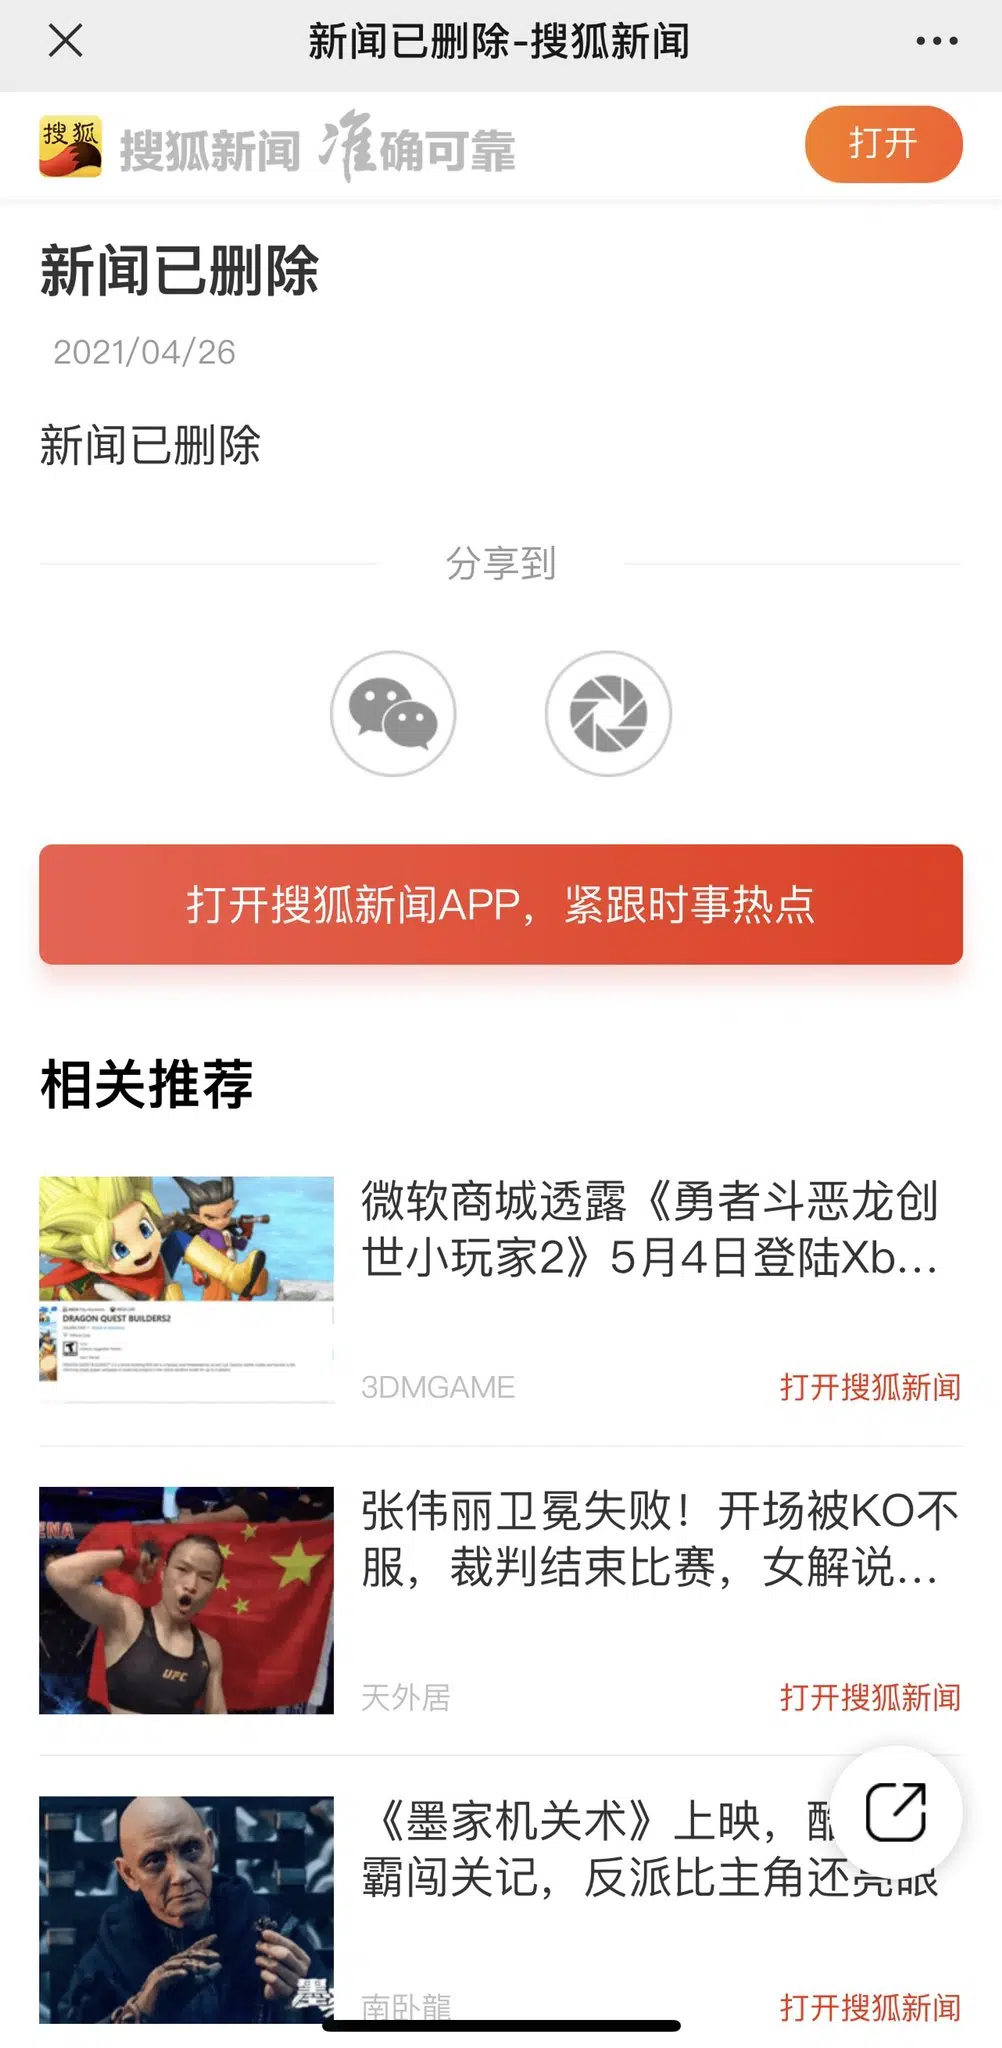 新闻已删除-搜狐新闻
搜狐
搜狐新闻 准确可靠
打开
新闻已删除
2021/04/26
新闻已删除
分享到
打开搜狐新闻APP，紧跟时事热点
相关推荐
微软商城透露《勇者斗恶龙创
世小玩家2》5月4日登陆Xb...
DRAGON QUEST BUILDERS2
3DMGAME
打开搜狐新闻
张伟丽卫冕失败！开场被KO不
服，裁判结束比赛，女解说...
ENA
UFC
天外居
打开搜狐新闻
《墨家机关术》上映，
霸闯关记，反派比主角还亮眼
墨
南卧龍
打开搜狐新闻